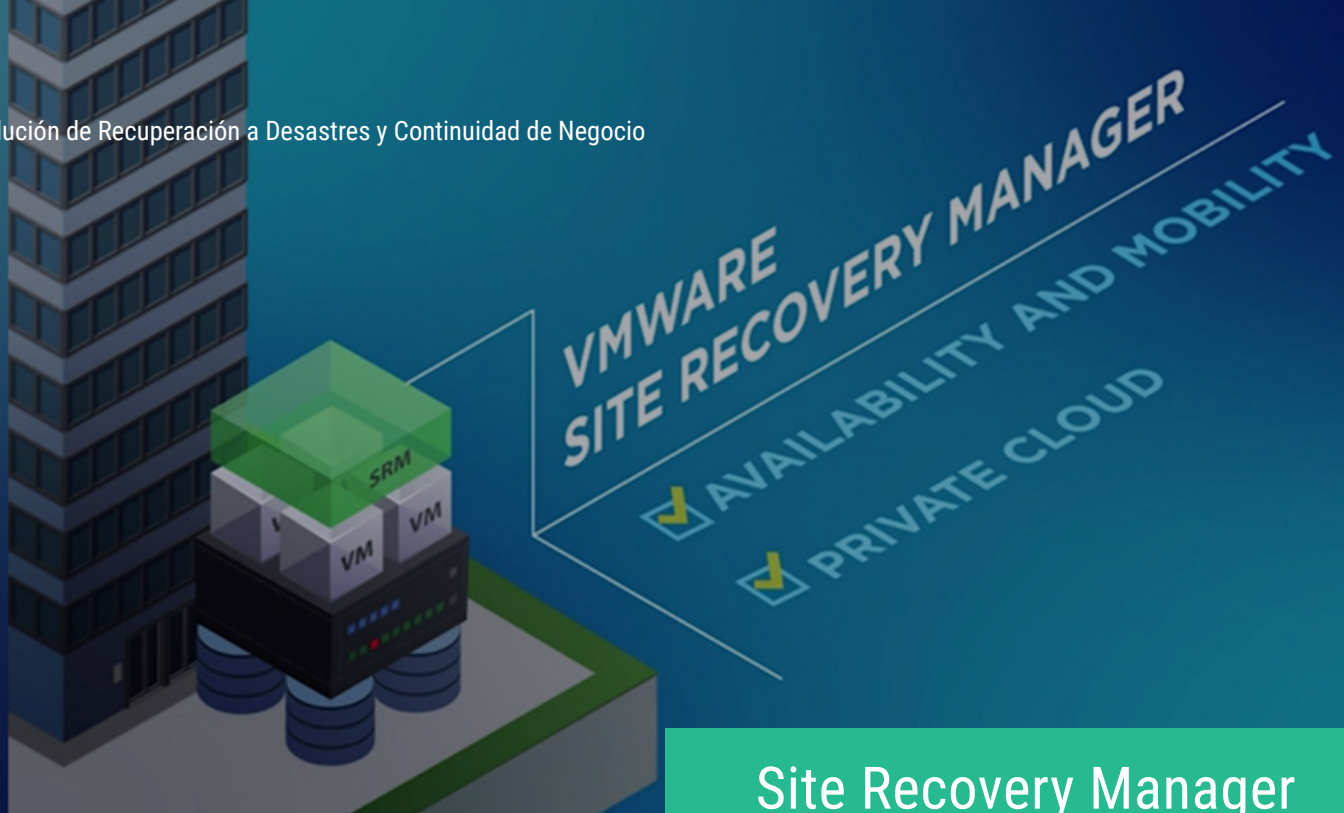 lución de Recuperación a Desastres y Continuidad de Negocio
VMWARE
SITE RECOVERY MANAGER
AVAILABILITY AND MOBILITY
PRIVATE CLOUD
SRM
VM
VM
Site Recovery Manager